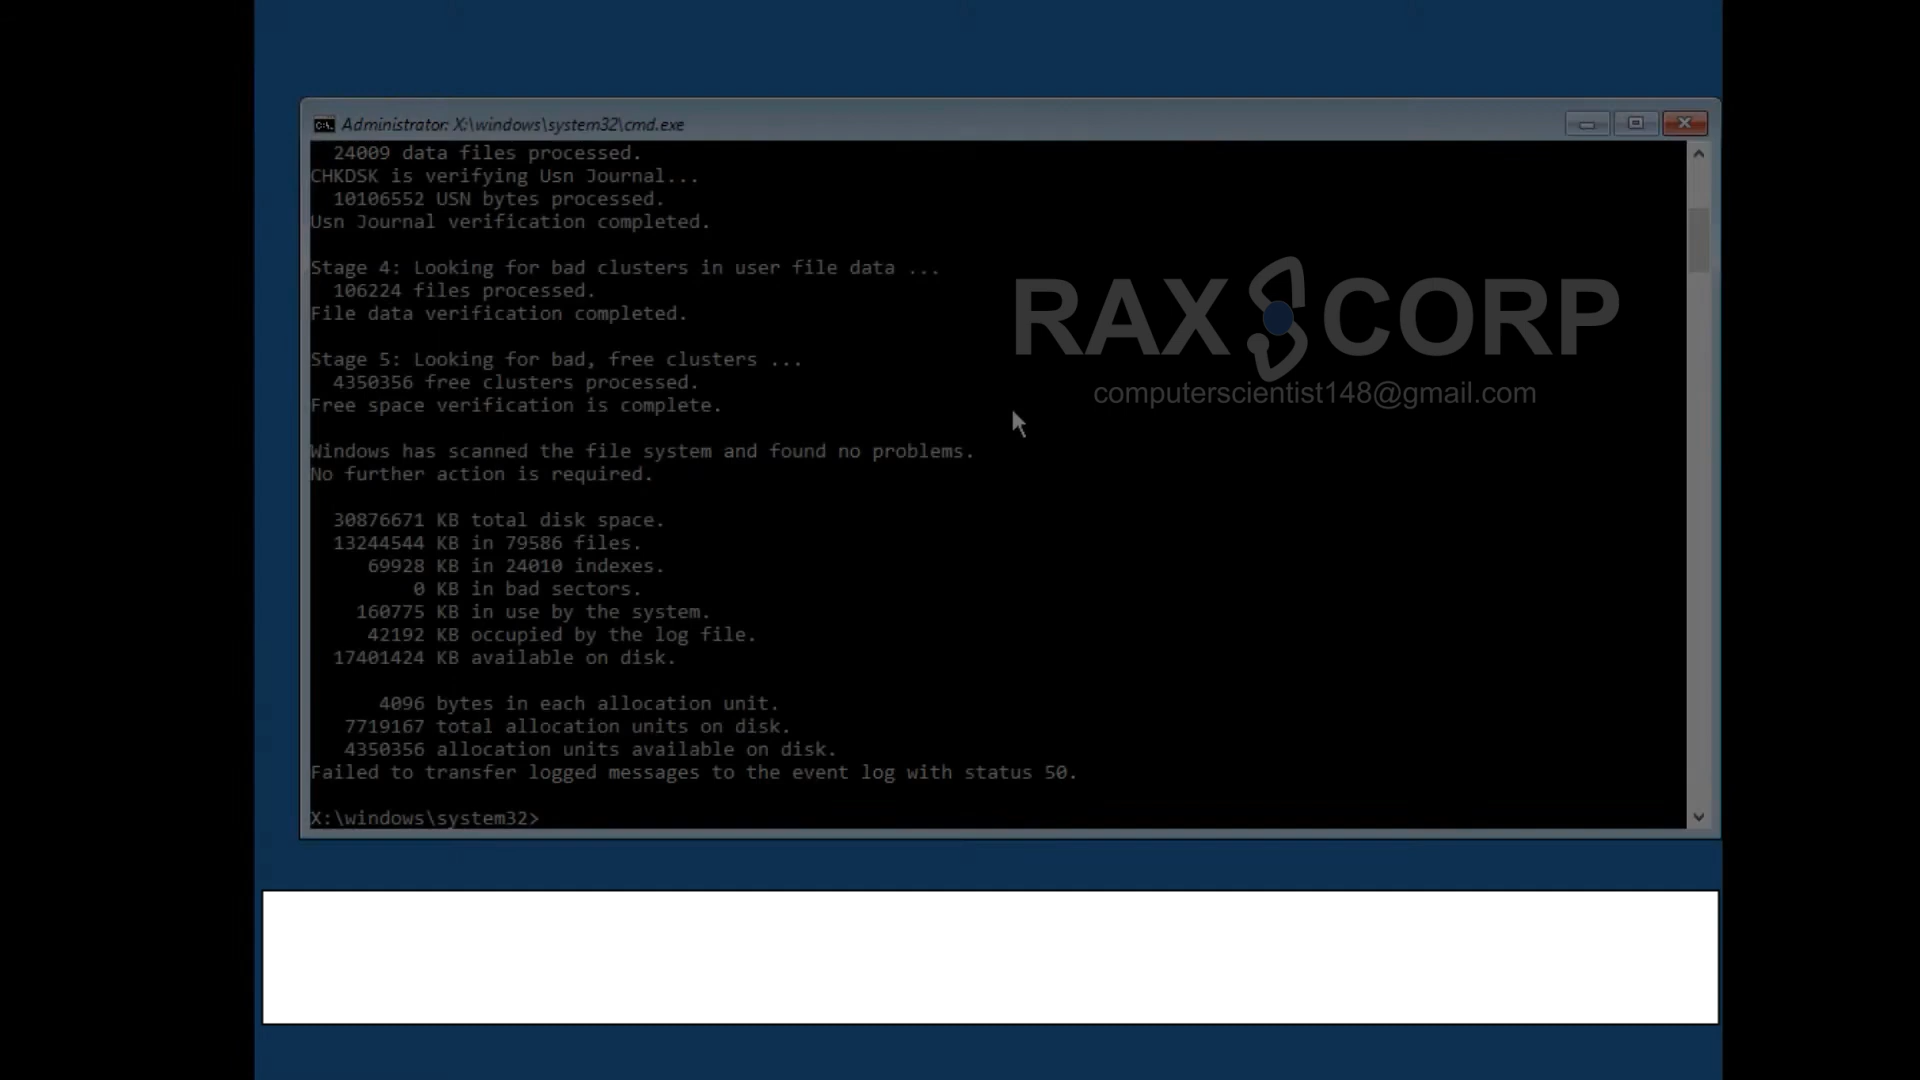 Administrator: X:\windows\system32\cmd.exe
24009 data files processed.
CHKDSK is verifying Usn Journal...
10106552 USN bytes processed.
Usn Journal verification completed.
Stage 4: Looking for bad clusters in user file data ...
106224 files processed.
File data verification completed.
Stage 5: Looking for bad, free clusters ...
4350356 free clusters processed.
Free space verification is complete.
Windows has scanned the file system and found no problems.
No further action is required.
30876671 KB total disk space.
13244544 KB in 79586 files.
69928 KB in 24010 indexes.
0 KB in bad sectors.
160775 KB in use by the system.
42192 KB occupied by the log file.
17401424 KB available on disk.
4096 bytes in each allocation unit.
7719167 total allocation units on disk.
4350356 allocation units available on disk.
Failed to transfer logged messages to the event log with status 50.
X:\windows\system32>
RAX CORP
computerscientist148@gmail.com